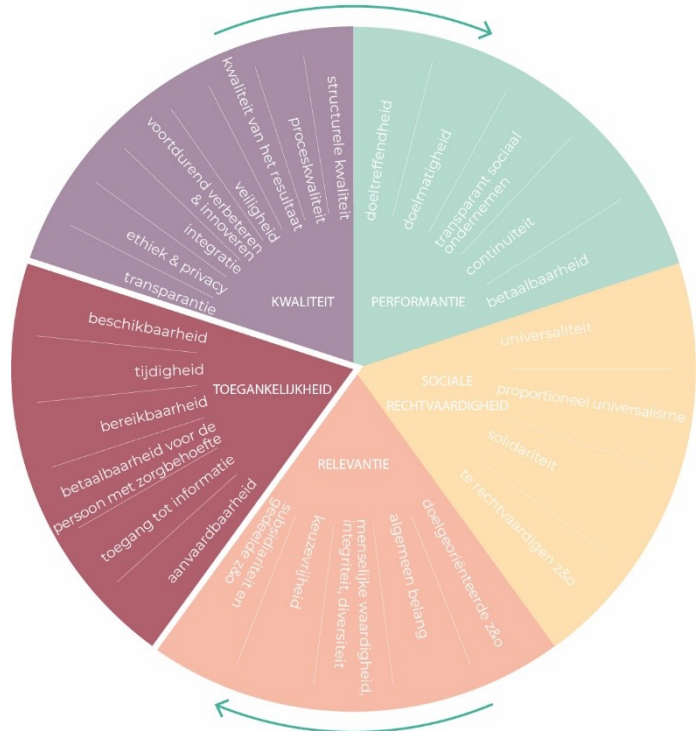 KWALITEIT
structurele kwaliteit
proceskwaliteit
kwaliteit van het resultaat
veiligheid
voortdurend verbeteren
& innoveren
integratie
ethiek & privacy
transparantie
PERFORMANTIE
doeltreffendheid
doelmatigheid
transparant sociaal
ondernemen
continuïteit
betaalbaarheid
SOCIALE
RECHTVAARDIGHEID
universaliteit
proportioneel universalisme
solidariteit
te rechtvaardigen z&o
RELEVANTIE
doelgeoriënteerde z&o
algemeen belang
menselijke waardigheid,
integriteit, diversiteit
keuzevrijheid
subsidiariteit en
gedeelde z&o
TOEGANKELIJKHEID
beschikbaarheid
tijdigheid
bereikbaarheid
betaalbaarheid voor de
persoon met zorgbehoefte
toegang tot informatie
aanvaardbaarheid